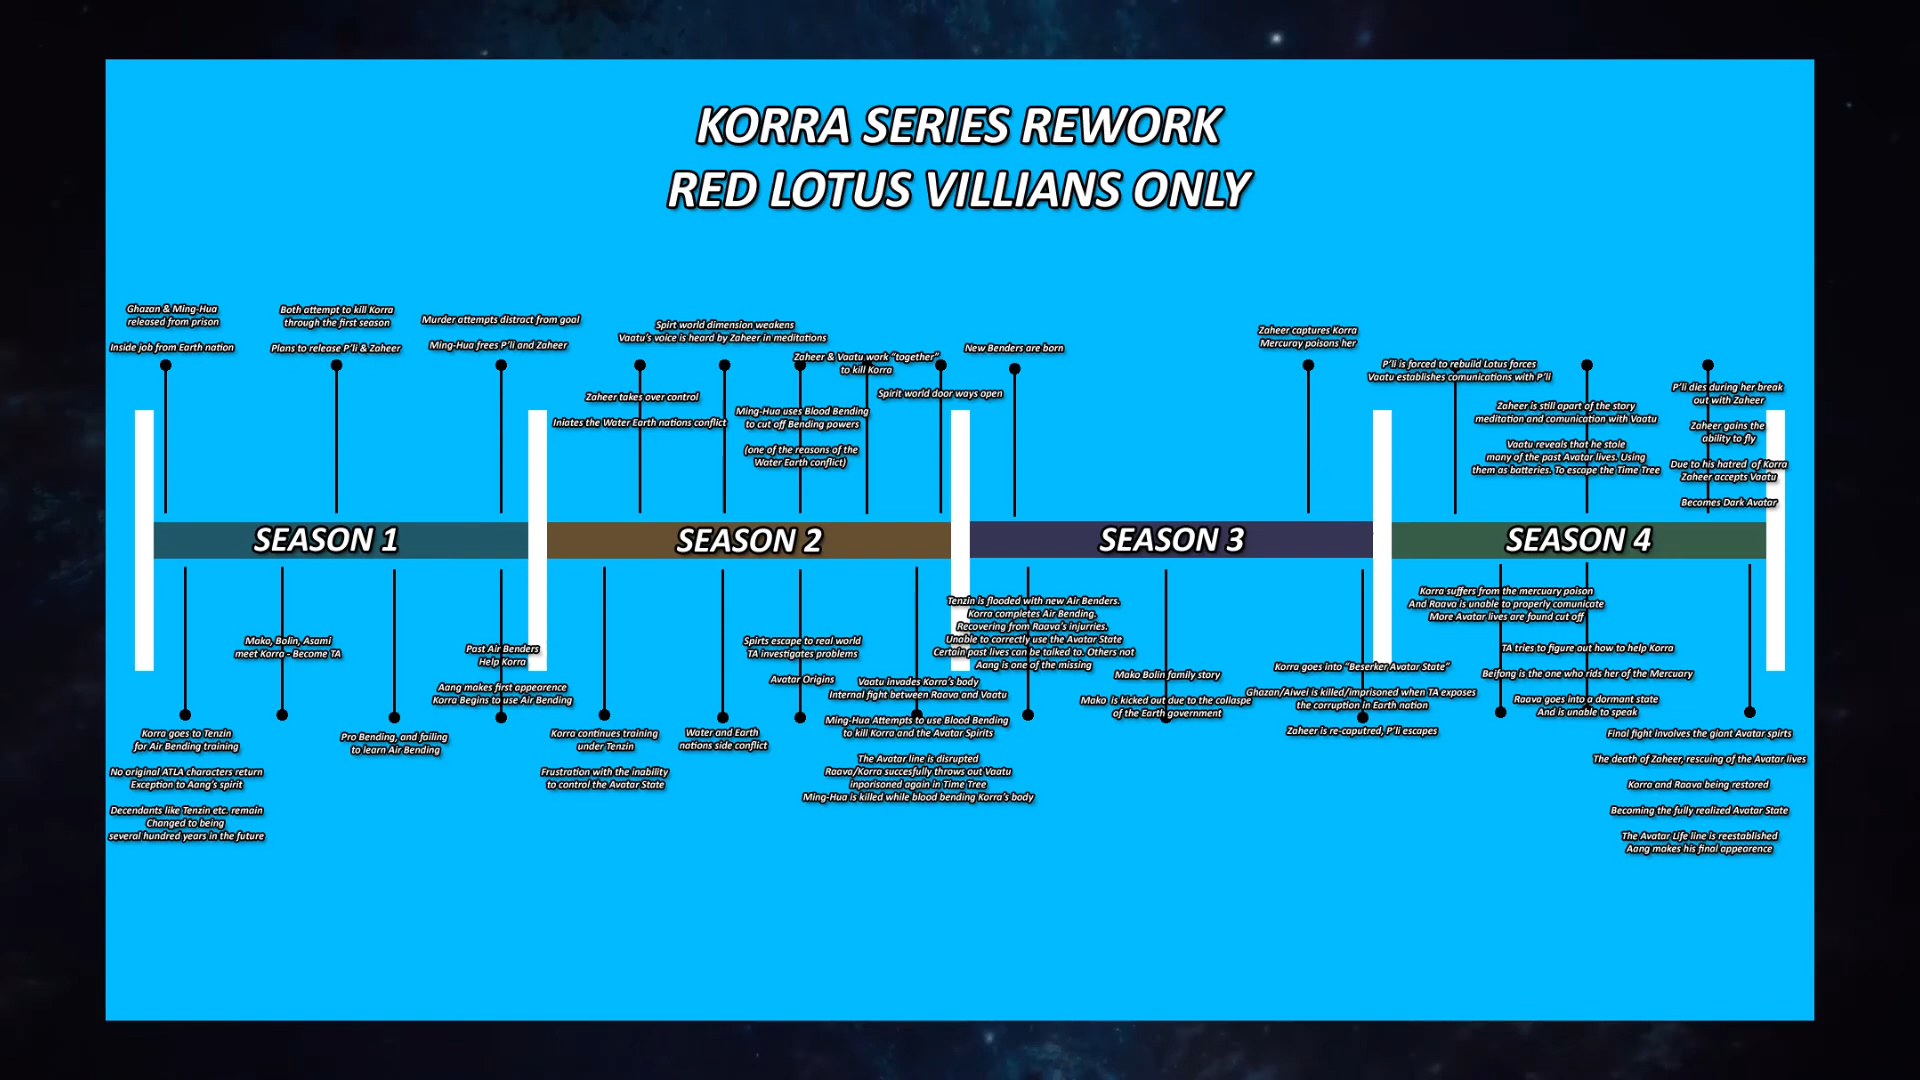 KORRA SERIES REWORK
RED LOTUS VILLIANS ONLY
Ghazan & Ming-Hua
released from prison
Inside job from Earth nation
Both attempt to kill Korra
through the first season
Plans to release P'li & Zaheer
Murder attempts distract from goal
Ming-Hua frees P'li and Zaheer
Spirt world dimension weakens
Vaatu's voice is heard by Zaheer in meditations
Zaheer takes over control
Iniates the Water Earth nations conflict
Zaheer & Vaatu work "together"
to kill Korra
Ming-Hua uses Blood Bending
to cut off Bending powers
(one of the reasons of the
Water Earth conflict)
Spirit world door ways open
New Benders are born
Zaheer captures Korra
Mercuray poisons her
P'li is forced to rebuild Lotus forces
Vaatu establishes comunications with P'li
Zaheer is still apart of the story
meditation and comunication with Vaatu
Vaatu reveals that he stole
many of the past Avatar lives. Using
them as batteries. To escape the Time Tree
P'li dies during her break
out with Zaheer
Zaheer gains the
ability to fly
Due to his hatred of Korra
Zaheer accepts Vaatu
Becomes Dark Avatar
SEASON 1
SEASON 2
SEASON 3
SEASON 4
Korra goes to Tenzin
for Air Bending training
No original ATLA characters return
Exception to Aang's spirit
Decendants like Tenzin etc. remain
Changed to being
several hundred years in the future
Mako, Bolin, Asami
meet Korra - Become TA
Pro Bending, and failing
to learn Air Bending
Past Air Benders
Help Korra
Aang makes first appearence
Korra Begins to use Air Bending
Korra continues training
under Tenzin
Frustration with the inability
to control the Avatar State
Water and Earth
nations side conflict
Spirts escape to real world
TA investigates problems
Avatar Origins
Vaatu invades Korra's body
Internal fight between Raava and Vaatu
Ming-Hua Attempts to use Blood Bending
to kill Korra and the Avatar Spirits
The Avatar line is disrupted
Raava/Korra succesfully throws out Vaatu
inporisoned again in Time Tree
Ming-Hua is killed while blood bending Korra's body
Tenzin is flooded with new Air Benders.
Korra completes Air Bending.
Recovering from Raava's injurries.
Unable to correctly use the Avatar State
Certain past lives can be talked to. Others not
Aang is one of the missing
Mako Bolin family story
Mako is kicked out due to the collaspe
of the Earth government
Korra goes into "Beserker Avatar State"
Ghazan/Aiwei is killed/imprisoned when TA exposes
the corruption in Earth nation
Zaheer is re-caputred, P'li escapes
Korra suffers from the mercuary poison
And Raava is unable to properly comunicate
More Avatar lives are found cut off
TA tries to figure out how to help Korra
Beifong is the one who rids her of the Mercuary
Raava goes into a dormant state
And is unable to speak
Final fight involves the giant Avatar spirts
The death of Zaheer, rescuing of the Avatar lives
Korra and Raava being restored
Becoming the fully realized Avatar State
The Avatar Life line is reestablished
Aang makes his final appearence